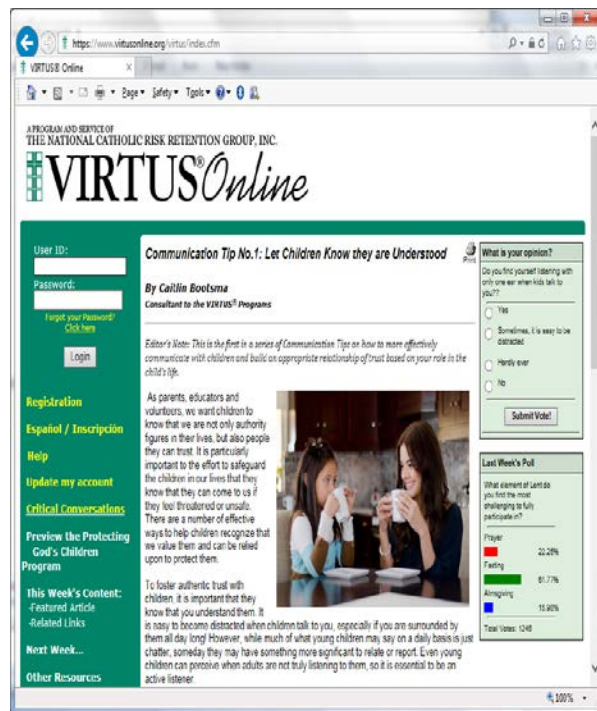 https://www.virtusonline.org/virtus/index.cfm
VIRTUS® Online
Page
Safety
Tools
A PROGRAM AND SERVICE OF
THE NATIONAL CATHOLIC RISK RETENTION GROUP, INC.
VIRTUS® Online
User ID:
Password:
Forgot your Password?
Click here
Login
Registration
Español / Inscripción
Help
Update my account
Critical Conversations
Preview the Protecting
God's Children
Program
This Week's Content:
-Featured Article
-Related Links
Next Week...
Other Resources
Communication Tip No.1: Let Children Know they are Understood
Print
By Caitlin Bootsma
Consultant to the VIRTUS® Programs
Editor's Note: This is the first in a series of Communication Tips on how to more effectively
communicate with children and build an appropriate relationship of trust based on your role in the
child's life.
As parents, educators and
volunteers, we want children to
know that we are not only authority
figures in their lives, but also people
they can trust. It is particularly
important to the effort to safeguard
the children in our lives that they
know that they can come to us if
they feel threatened or unsafe.
There are a number of effective
ways to help children recognize that
we value them and can be relied
upon to protect them.
To foster authentic trust with
children, it is important that they
know that you understand them. It
is easy to become distracted when children talk to you, especially if you are surrounded by
them all day long! However, while much of what young children may say on a daily basis is just
chatter, someday they may have something more significant to relate or report. Even young
children can perceive when adults are not truly listening to them, so it is essential to be an
active listener.
What is your opinion?
Do you find yourself listening with
only one ear when kids talk to
you??
Yes
Sometimes, it is easy to be
distracted
Hardly ever
No
Submit Vote!
Last Week's Poll
What element of Lent do
you find the most
challenging to fully
participate in?
Prayer
22.26%
Fasting
61.77%
Almsgiving
Total Votes: 1246
100%